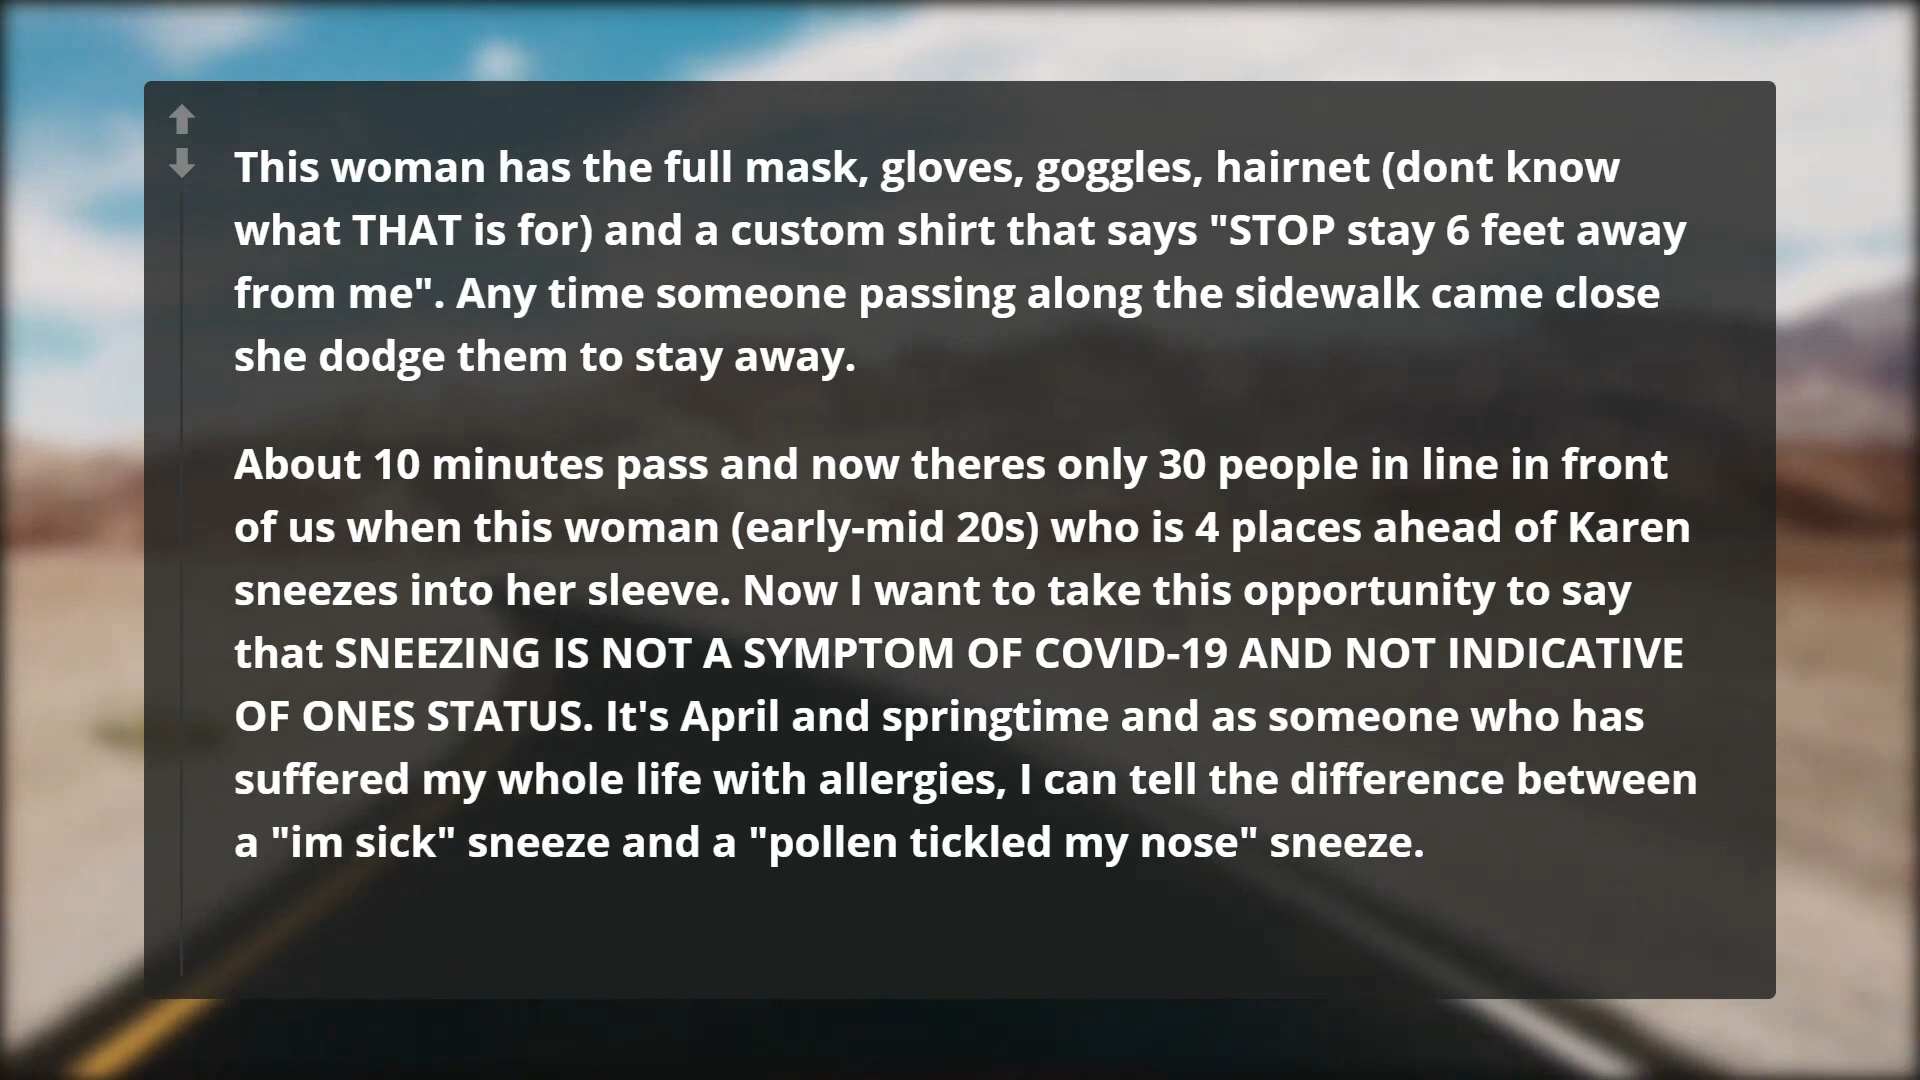 This woman has the full mask, gloves, goggles, hairnet (dont know
what THAT is for) and a custom shirt that says "STOP stay 6 feet away
from me". Any time someone passing along the sidewalk came close
she dodge them to stay away.
About 10 minutes pass and now theres only 30 people in line in front
of us when this woman (early-mid 20s) who is 4 places ahead of Karen
sneezes into her sleeve. Now I want to take this opportunity to say
that SNEEZING IS NOT A SYMPTOM OF COVID-19 AND NOT INDICATIVE
OF ONES STATUS. It's April and springtime and as someone who has
suffered my whole life with allergies, I can tell the difference between
a "im sick" sneeze and a "pollen tickled my nose" sneeze.